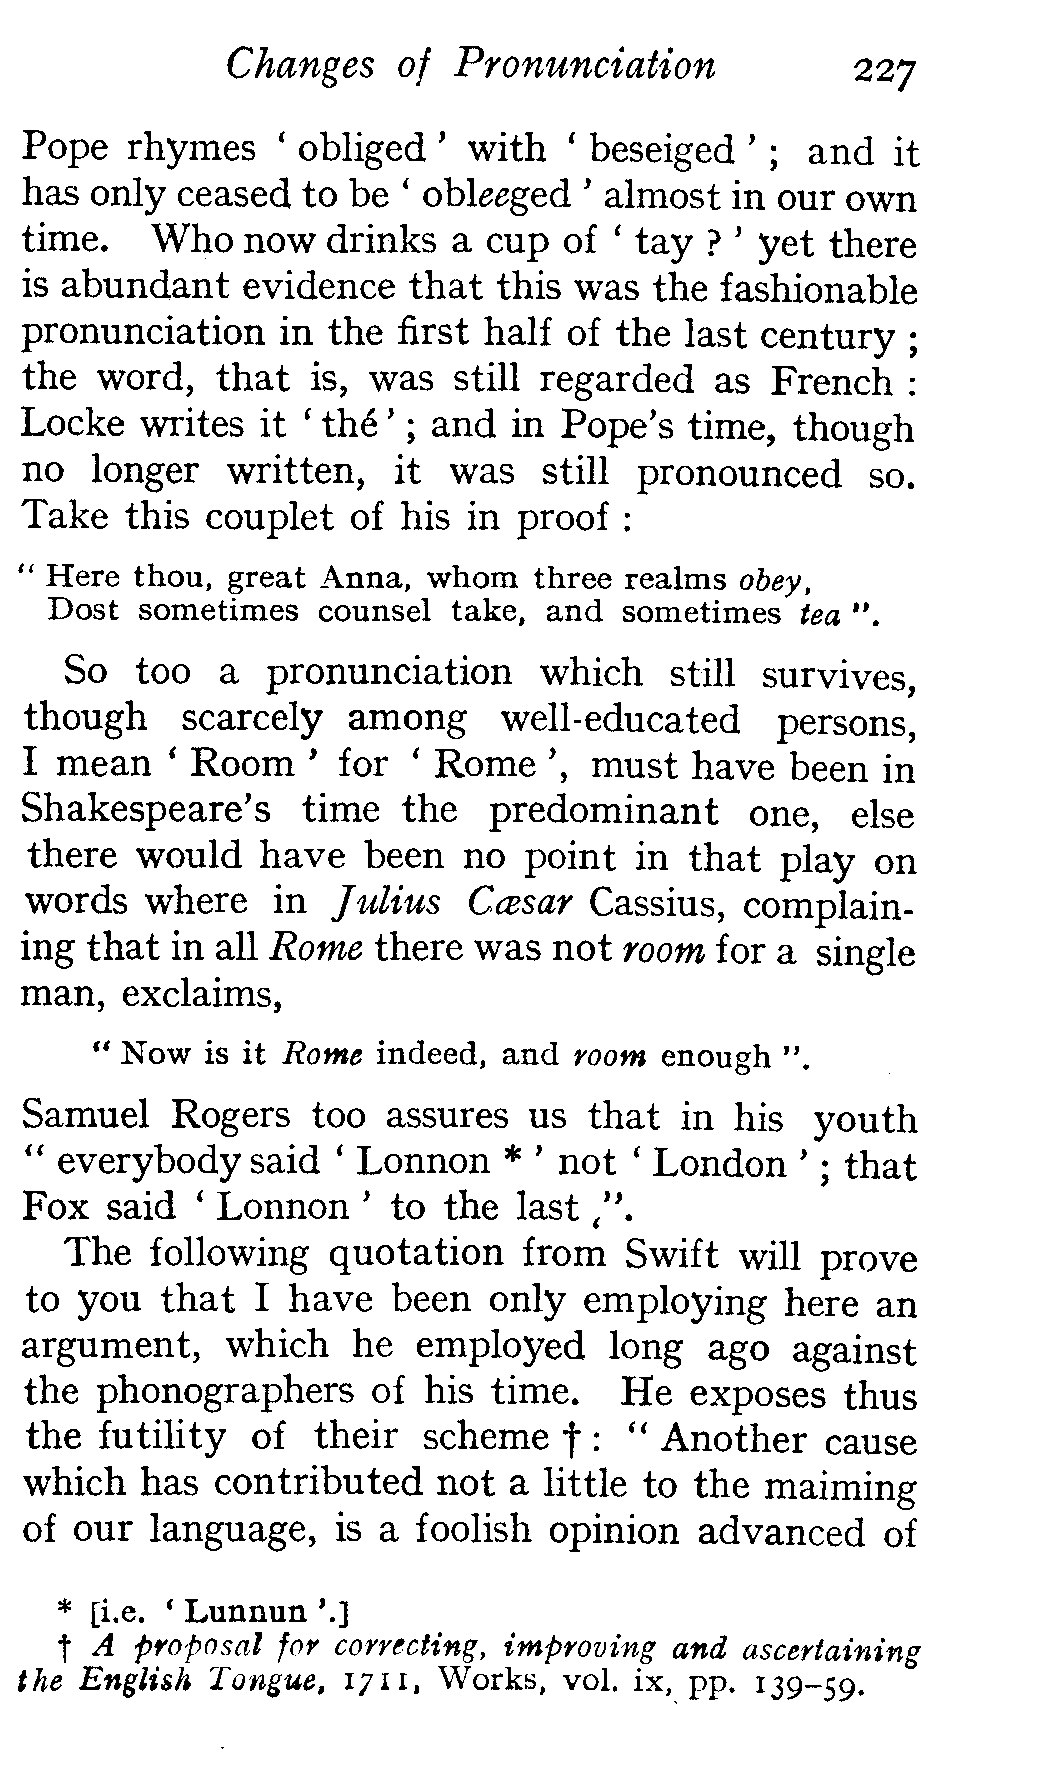 Changes of Pronunciation 227
Pope rhymes ‘ obliged ’ with ‘ beseiged ’ ; and it
has only ceased to be ‘ obleeged ’ almost in our own
time. Who now drinks a cup of ‘ tay ? ’ yet there
is abundant evidence that this was the fashionable
pronunciation in the first half of the last century ;
the word, that is, was still regarded as French :
Locke writes it ‘ thé ’ ; and in Pope's time, though
no longer written, it was still pronounced so.
Take this couplet of his in proof :
“ Here thou, great Anna, whom three realms obey,
Dost sometimes counsel take, and sometimes tea ”.
So too a pronunciation which still survives,
though scarcely among well-educated persons,
I mean ‘ Room ’ for ‘ Rome ’, must have been in
Shakespeare's time the predominant one, else
there would have been no point in that play on
words where in Julius Cæsar Cassius, complain-
ing that in all Rome there was not room for a single
man, exclaims,
“ Now is it Rome indeed, and room enough ”.
Samuel Rogers too assures us that in his youth
“ everybody said ‘ Lonnon * ’ not ‘ London ’ ; that
Fox said ‘ Lonnon ’ to the last ”.
The following quotation from Swift will prove
to you that I have been only employing here an
argument, which he employed long ago against
the phonographers of his time. He exposes thus
the futility of their scheme † : “ Another cause
which has contributed not a little to the maiming
of our language, is a foolish opinion advanced of
* [i.e. ‘ Lunnun ’.]
† A proposal for correcting, improving and ascertaining
the English Tongue, 1711, Works, vol. ix, pp. 139–59.